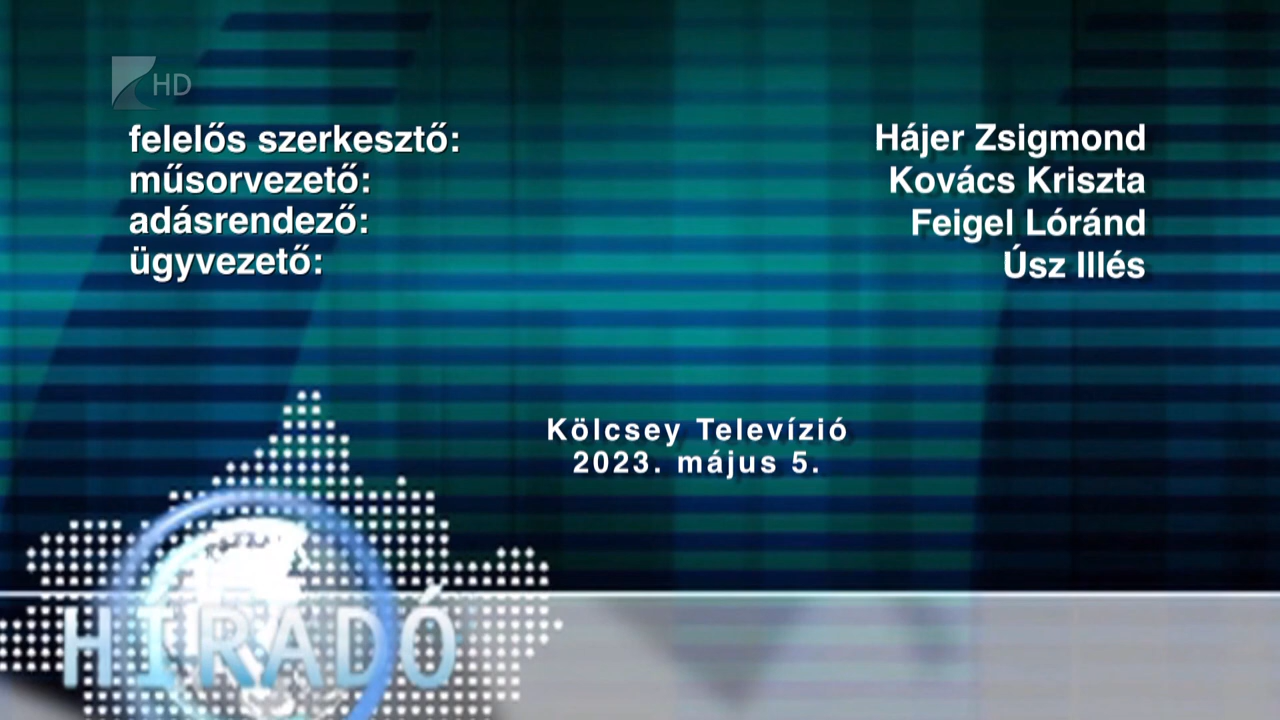 HD
felelős szerkesztő: Hájer Zsigmond
műsorvezető: Kovács Kriszta
adásrendező: Feigel Lóránd
ügyvezető: Úsz Illés
Kölcsey Televízió
2023. május 5.
HÍRADÓ